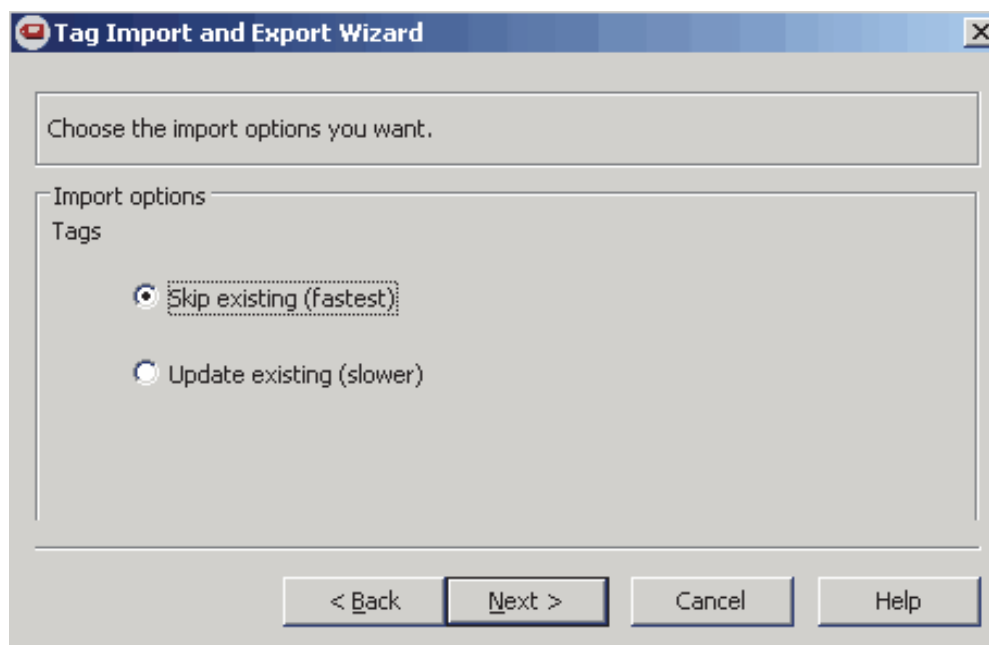 Tag Import and Export Wizard
Choose the import options you want.
Import options
Tags
Skip existing (fastest)
Update existing (slower)
< Back Next > Cancel Help